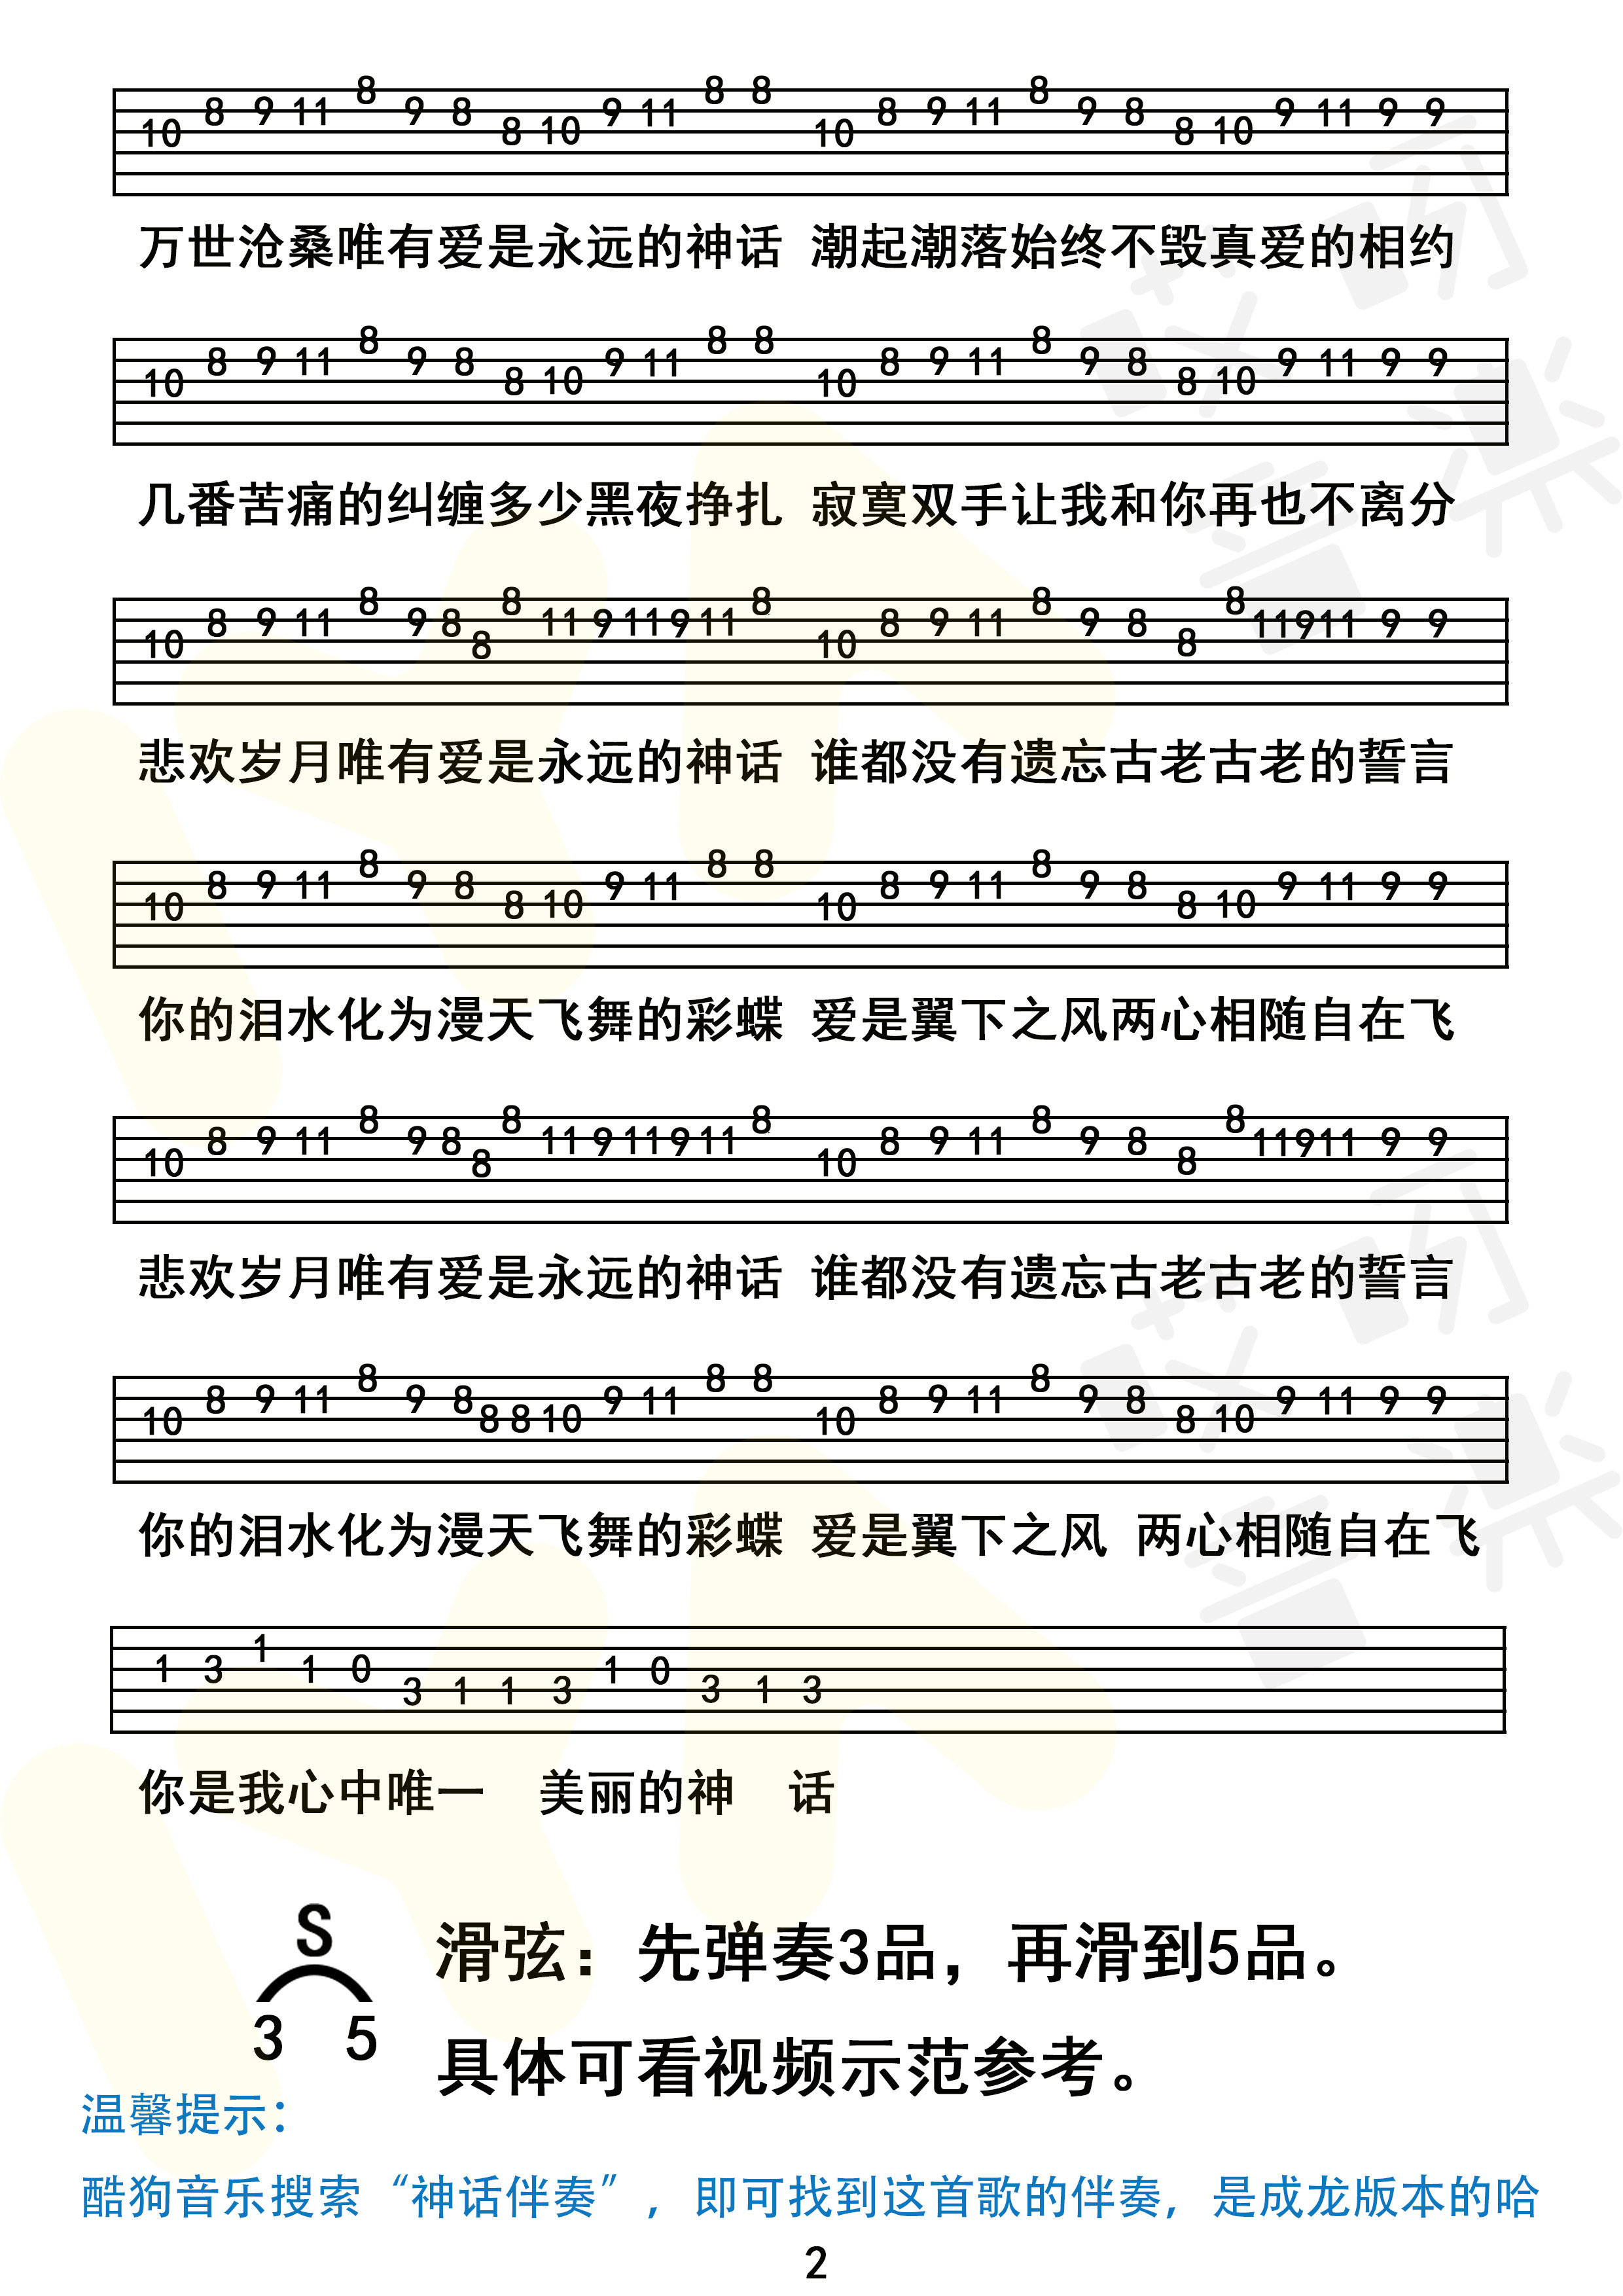 10 8 9 11 8 9 8 8 10 9 11 8 8 10 8 9 11 8 9 8 8 10 9 11 9 9
万世沧桑唯有爱是永远的神话 潮起潮落始终不毁真爱的相约
10 8 9 11 8 9 8 8 10 9 11 8 8 10 8 9 11 8 9 8 8 10 9 11 9 9
几番苦痛的纠缠多少黑夜挣扎 寂寞双手让我和你再也不离分
10 8 9 11 8 9 8 8 8 11 9 11 9 11 8 10 8 9 11 8 9 8 8 8 11 9 11 9 9
悲欢岁月唯有爱是永远的神话 谁都没有遗忘古老古老的誓言
10 8 9 11 8 9 8 8 10 9 11 8 8 10 8 9 11 8 9 8 8 10 9 11 9 9
你的泪水化为漫天飞舞的彩蝶 爱是翼下之风两心相随自在飞
10 8 9 11 8 9 8 8 8 11 9 11 9 11 8 10 8 9 11 8 9 8 8 8 11 9 11 9 9
悲欢岁月唯有爱是永远的神话 谁都没有遗忘古老古老的誓言
10 8 9 11 8 9 8 8 8 10 9 11 8 8 10 8 9 11 8 9 8 8 10 9 11 9 9
你的泪水化为漫天飞舞的彩蝶 爱是翼下之风 两心相随自在飞
1 3 1 1 0 3 1 1 3 1 0 3 1 3
你是我心中唯一 美丽的神 话
S
3 5
滑弦：先弹奏3品，再滑到5品。
具体可看视频示范参考。
温馨提示：
酷狗音乐搜索“神话伴奏”，即可找到这首歌的伴奏，是成龙版本的哈
2